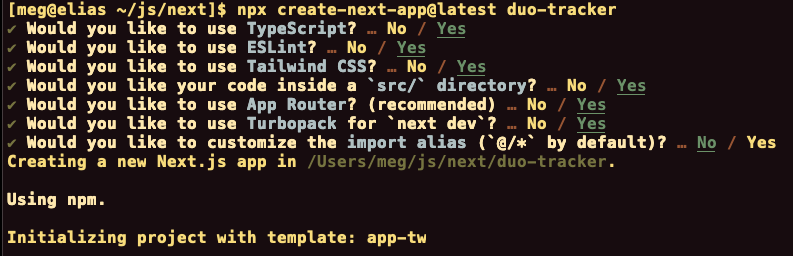 [meg@elias ~/js/next]$ npx create-next-app@latest duo-tracker
✔ Would you like to use TypeScript? … No / Yes
✔ Would you like to use ESLint? … No / Yes
✔ Would you like to use Tailwind CSS? … No / Yes
✔ Would you like your code inside a `src/` directory? … No / Yes
✔ Would you like to use App Router? (recommended) … No / Yes
✔ Would you like to use Turbopack for `next dev`? … No / Yes
✔ Would you like to customize the import alias (`@/*` by default)? … No / Yes
Creating a new Next.js app in /Users/meg/js/next/duo-tracker.
Using npm.
Initializing project with template: app-tw